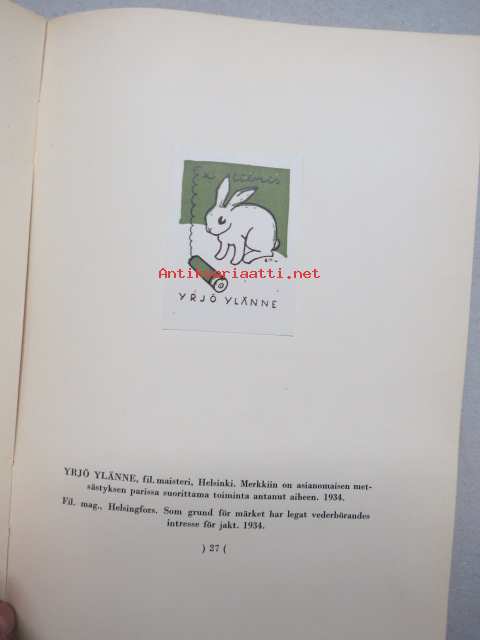 Ex libris
Antikvariaatti.net
YRJÖ YLÄNNE
YRJÖ YLÄNNE, fil. maisteri, Helsinki. Merkkiin on asianomaisen met-
sästyksen parissa suorittama toiminta antanut aiheen. 1934.
Fil. mag., Helsingfors. Som grund för märket har legat vederbörandes
intresse för jakt. 1934.
) 27 (